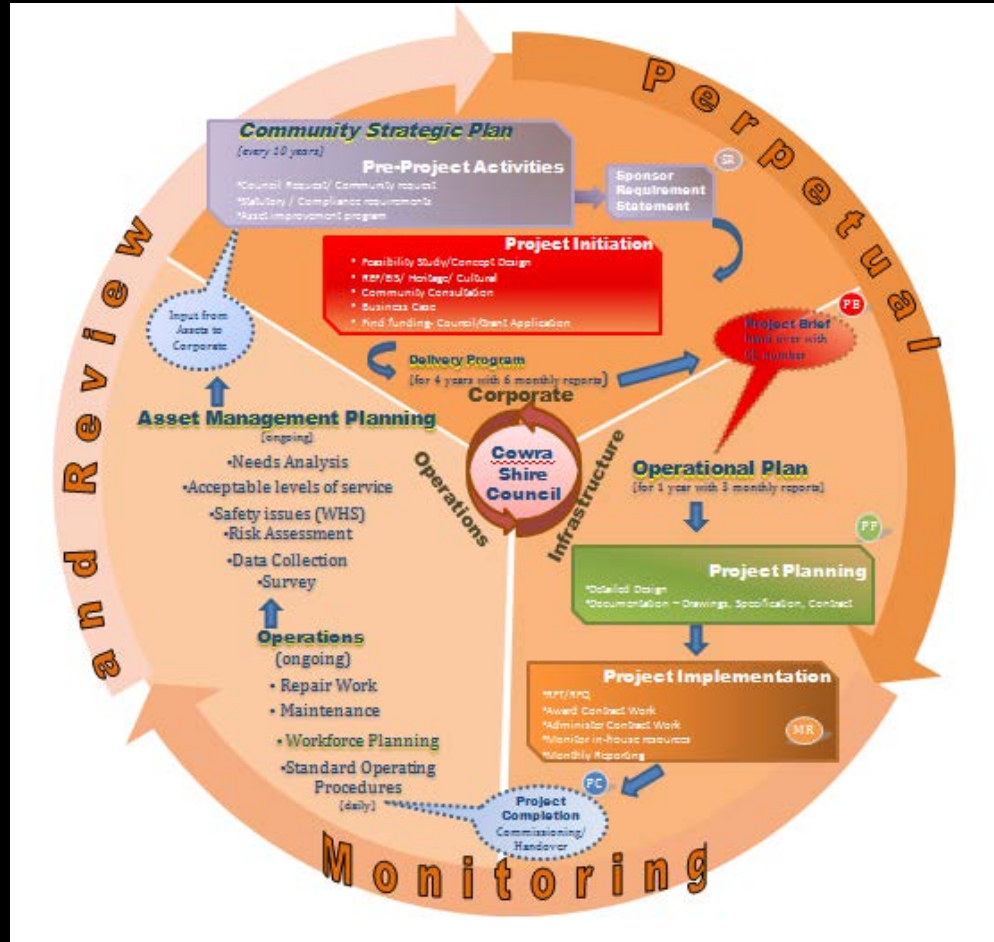 Perpetual
Monitoring
and Review
Community Strategic Plan
(every 10 years)
Pre-Project Activities
•Council Request/ Community request
•Statutory / Compliance requirements
•Asset improvement program
SR
Sponsor
Requirement
Statement
Project Initiation
• Feasibility Study/Concept Design
• REF/EIS/ Heritage/ Cultural
• Community Consultation
• Business Case
• Find funding- Council/Grant Application
Delivery Program
(for 4 years with 6 monthly reports)
PB
Project Brief
hand over with
GL number
Corporate
Infrastructure
Operations
Cowra
Shire
Council
Operational Plan
(for 1 year with 3 monthly reports)
PP
Project Planning
•Detailed Design
•Documentation – Drawings, Specification, Contract
Project Implementation
•RFT/RFQ
•Award Contract Work
•Administer Contract Work
•Monitor in-house resources
•Monthly Reporting
MR
PC
Project
Completion
Commissioning/
Handover
Operations
(ongoing)
• Repair Work
• Maintenance
• Workforce Planning
•Standard Operating
Procedures
(daily)
Asset Management Planning
(ongoing)
•Needs Analysis
•Acceptable levels of service
•Safety issues (WHS)
•Risk Assessment
•Data Collection
•Survey
Input from
Assets to
Corporate